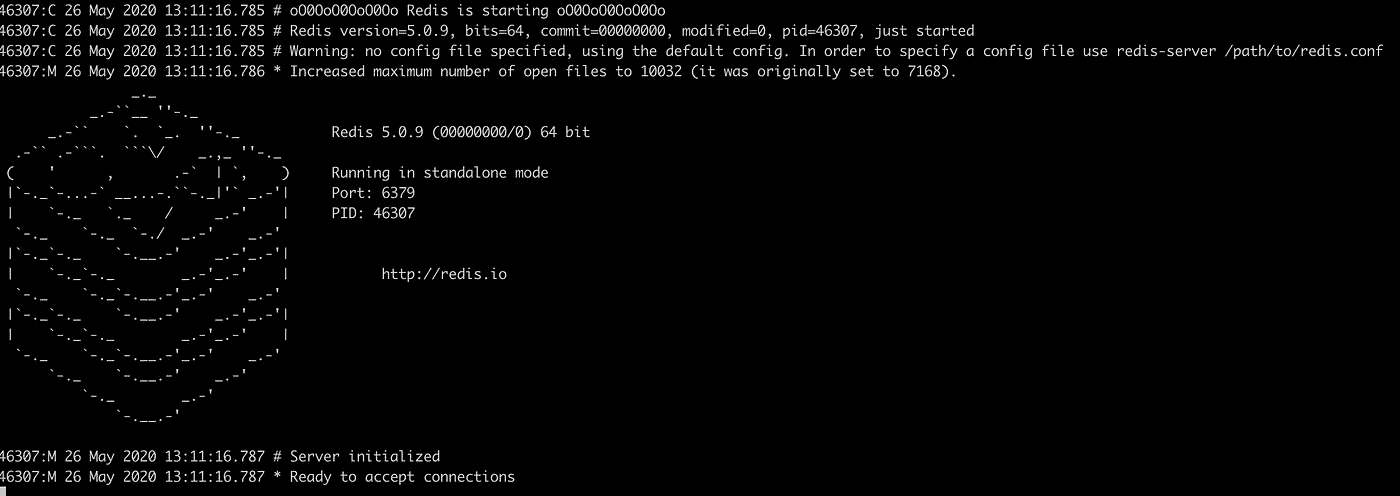 46307:C 26 May 2020 13:11:16.785 # oO0OoO0OoO0Oo Redis is starting oO0OoO0OoO0Oo
46307:C 26 May 2020 13:11:16.785 # Redis version=5.0.9, bits=64, commit=00000000, modified=0, pid=46307, just started
46307:C 26 May 2020 13:11:16.785 # Warning: no config file specified, using the default config. In order to specify a config file use redis-server /path/to/redis.conf
46307:M 26 May 2020 13:11:16.786 * Increased maximum number of open files to 10032 (it was originally set to 7168).
Redis 5.0.9 (00000000/0) 64 bit
Running in standalone mode
Port: 6379
PID: 46307
http://redis.io
46307:M 26 May 2020 13:11:16.787 # Server initialized
46307:M 26 May 2020 13:11:16.787 * Ready to accept connections